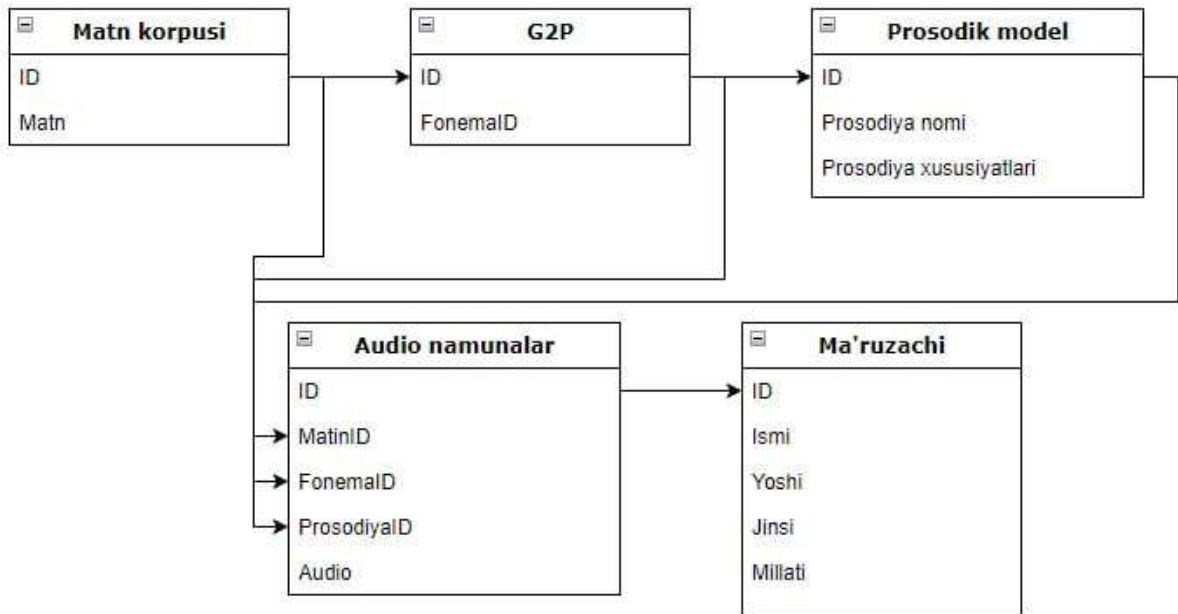 Matn korpusi
ID
Matn
G2P
ID
FonemaID
Prosodik model
ID
Prosodiya nomi
Prosodiya xususiyatlari
Audio namunalar
ID
MatinID
FonemaID
ProsodiyaID
Audio
Ma'ruzachi
ID
Ismi
Yoshi
Jinsi
Millati